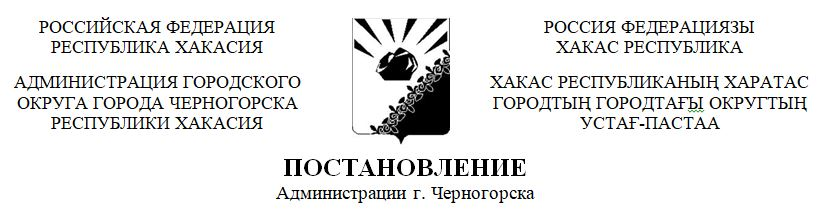 РОССИЙСКАЯ ФЕДЕРАЦИЯ
РЕСПУБЛИКА ХАКАСИЯ
АДМИНИСТРАЦИЯ ГОРОДСКОГО
ОКРУГА ГОРОДА ЧЕРНОГОРСКА
РЕСПУБЛИКИ ХАКАСИЯ
РОССИЯ ФЕДЕРАЦИЯЗЫ
ХАКАС РЕСПУБЛИКА
ХАКАС РЕСПУБЛИКАНЫҢ ХАРАТАС
ГОРОДТЫҢ ГОРОДТАҒЫ ОКРУГТЫҢ
УСТАҒ-ПАСТАА
ПОСТАНОВЛЕНИЕ
Администрации г. Черногорска